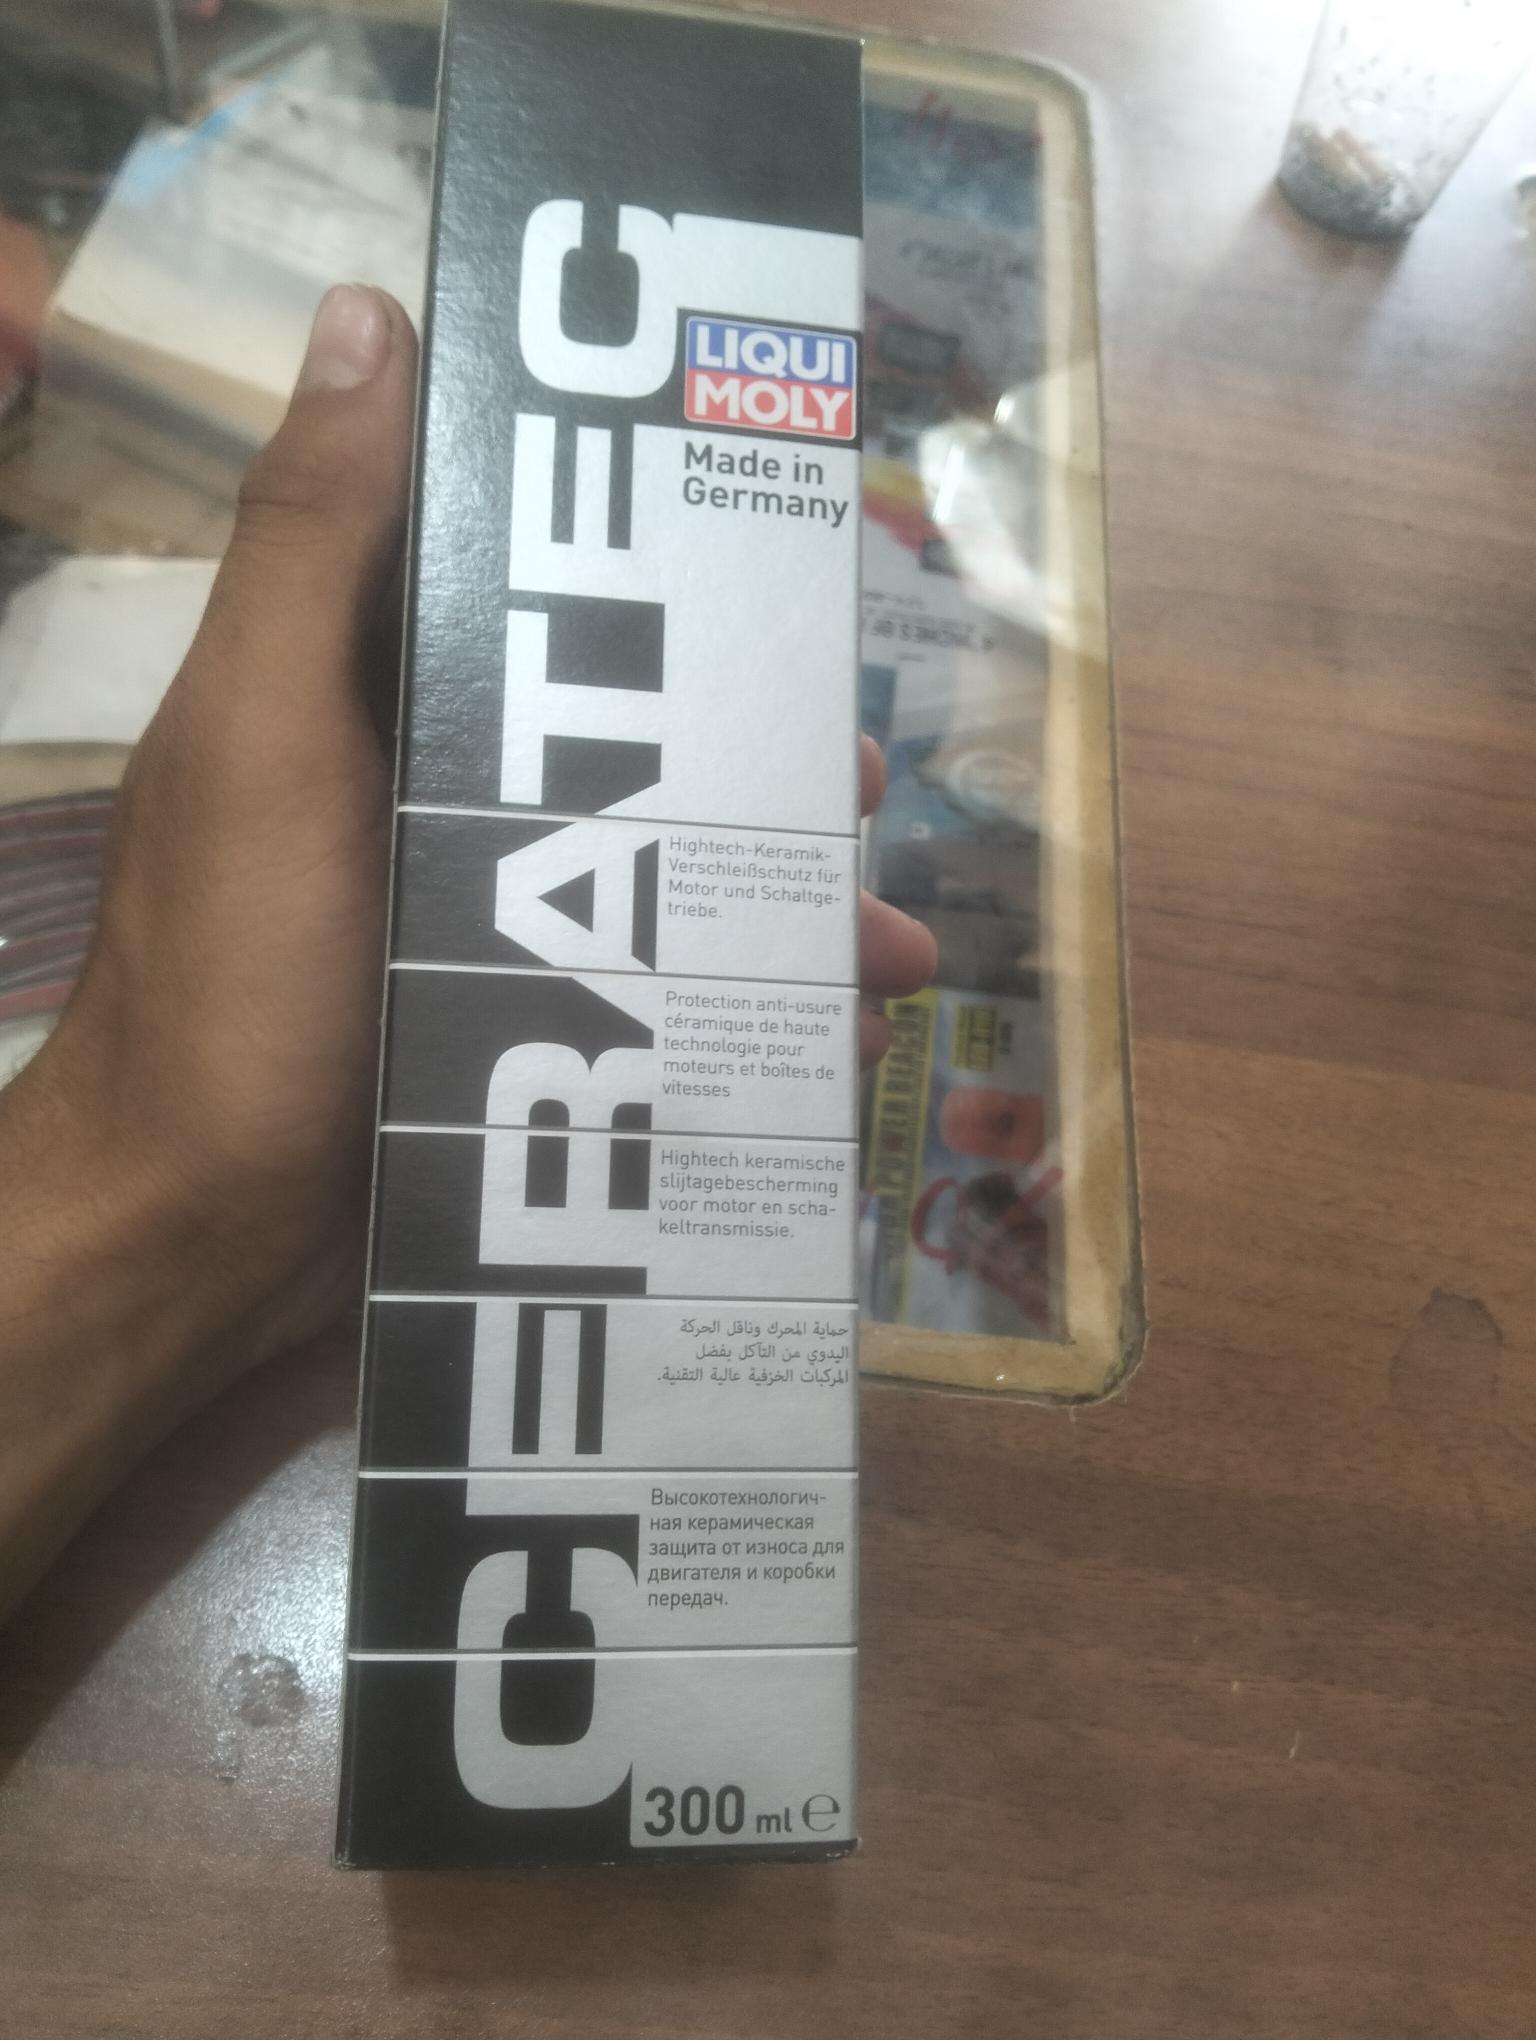 CERATEC
LIQUI
MOLY
Made in
Germany
Hightech-Keramik-
Verschleißschutz für
Motor und Schaltge-
triebe.
Protection anti-usure
céramique de haute
technologie pour
moteurs et boîtes de
vitesses
Hightech keramische
slijtagebescherming
voor motor en scha-
keltransmissie.
حماية المحرك وناقل الحركة
اليدوي من التآكل بفضل
المركبات الخزفية عالية التقنية.
Высокотехнологич-
ная керамическая
защита от износа для
двигателя и коробки
передач.
300 ml e
POWER BEACON